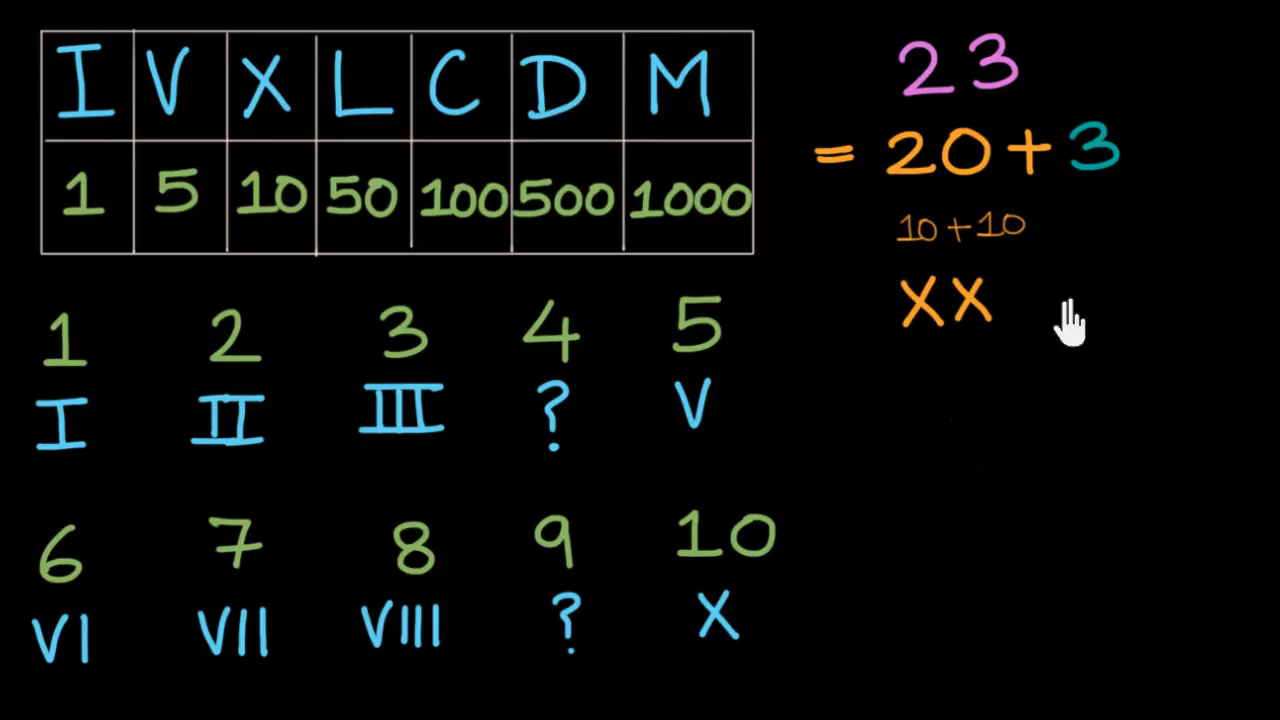 I V X L C D M
1 5 10 50 100 500 1000
1 2 3 4 5
I II III ? V
6 7 8 9 10
VI VII VIII ? X
23
= 20 + 3
10 + 10
XX